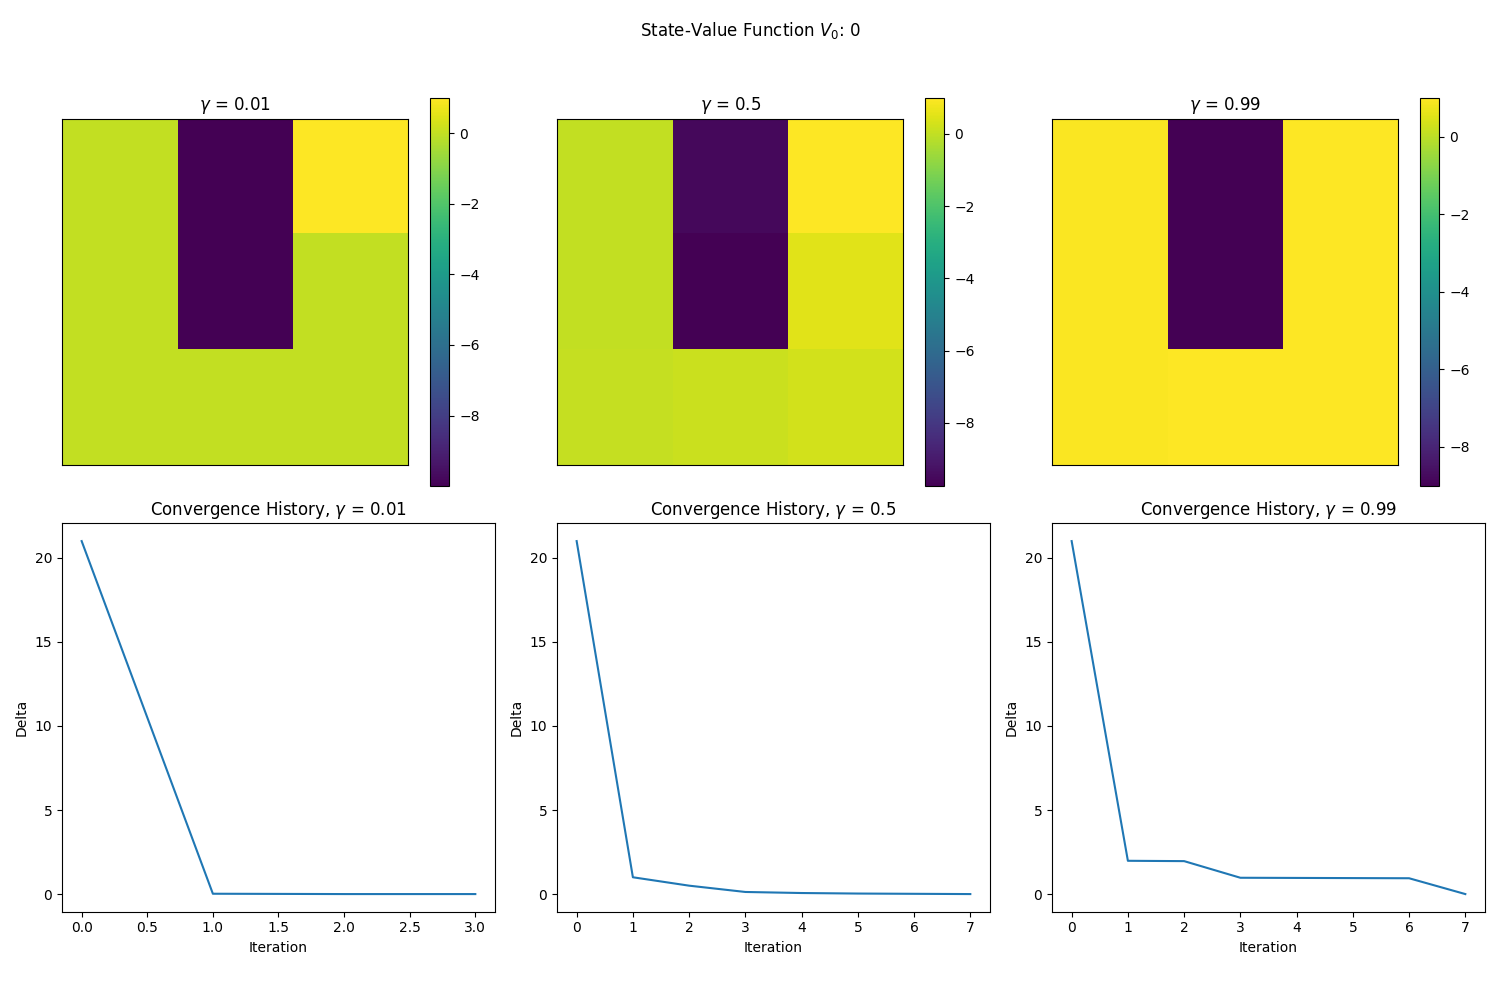 State-Value Function V₀: 0
γ = 0.01
0
−2
−4
−6
−8
γ = 0.5
0
−2
−4
−6
−8
γ = 0.99
0
−2
−4
−6
−8
Convergence History, γ = 0.01
20
15
10
5
0
Delta
0.0 0.5 1.0 1.5 2.0 2.5 3.0
Iteration
Convergence History, γ = 0.5
20
15
10
5
0
Delta
0 1 2 3 4 5 6 7
Iteration
Convergence History, γ = 0.99
20
15
10
5
0
Delta
0 1 2 3 4 5 6 7
Iteration